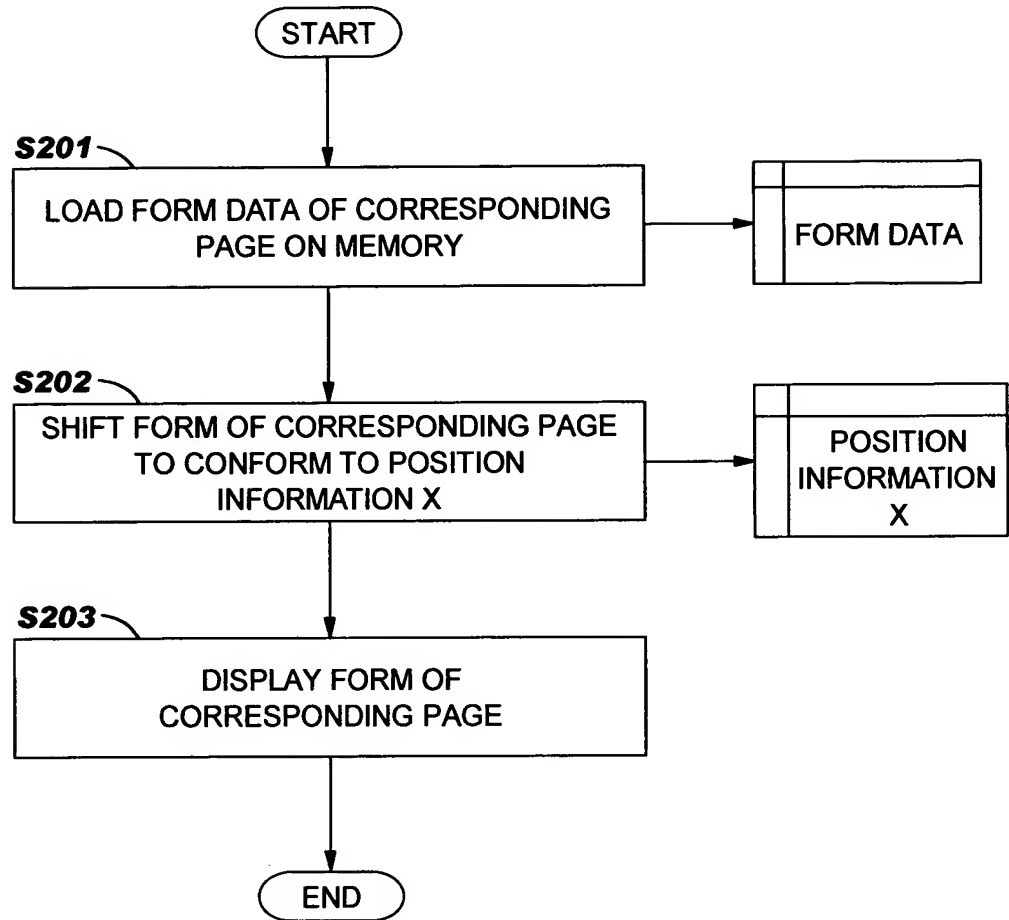 START
S201
LOAD FORM DATA OF CORRESPONDING
PAGE ON MEMORY
FORM DATA
S202
SHIFT FORM OF CORRESPONDING PAGE
TO CONFORM TO POSITION
INFORMATION X
POSITION
INFORMATION
X
S203
DISPLAY FORM OF
CORRESPONDING PAGE
END